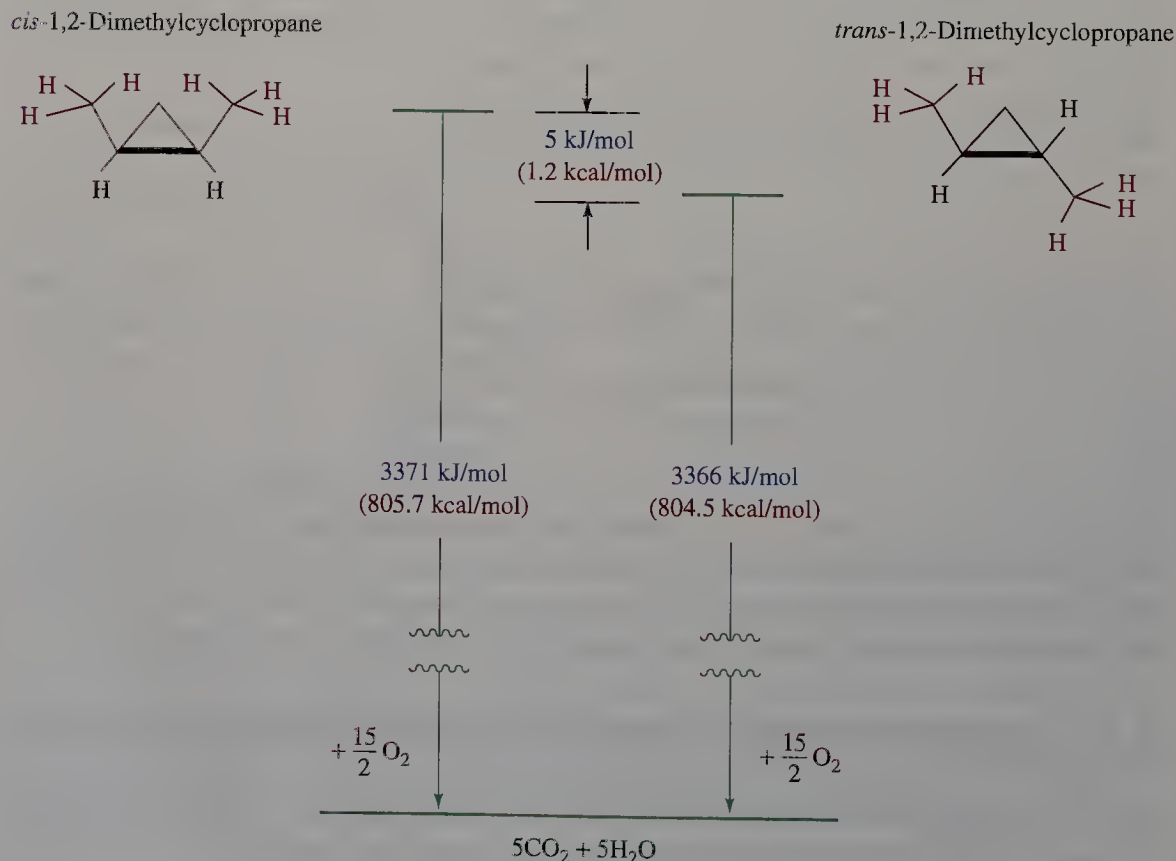 cis-1,2-Dimethylcyclopropane
trans-1,2-Dimethylcyclopropane
H H H H
H H
H H
H H
H H
H
H H
H
H
5 kJ/mol
(1.2 kcal/mol)
3371 kJ/mol
(805.7 kcal/mol)
3366 kJ/mol
(804.5 kcal/mol)
+ 15/2 O₂
+ 15/2 O₂
5CO₂ + 5H₂O